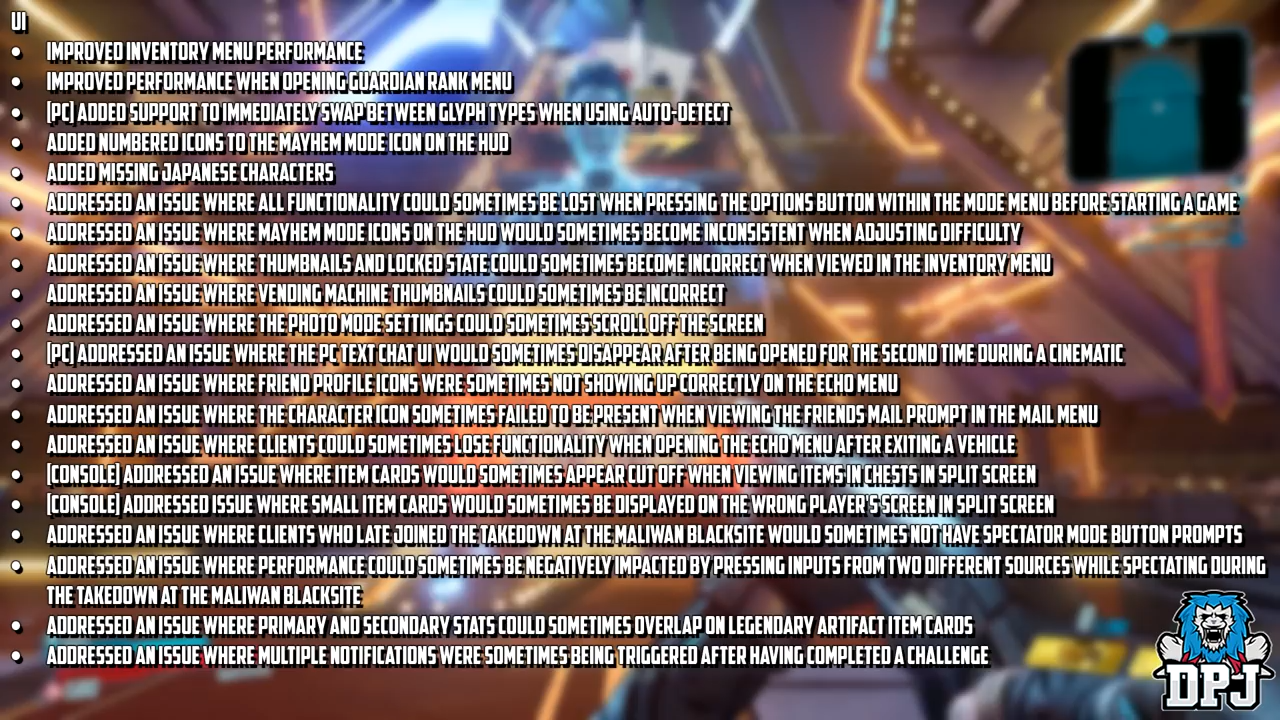 UI
• IMPROVED INVENTORY MENU PERFORMANCE
• IMPROVED PERFORMANCE WHEN OPENING GUARDIAN RANK MENU
• [PC] ADDED SUPPORT TO IMMEDIATELY SWAP BETWEEN GLYPH TYPES WHEN USING AUTO-DETECT
• ADDED NUMBERED ICONS TO THE MAYHEM MODE ICON ON THE HUD
• ADDED MISSING JAPANESE CHARACTERS
• ADDRESSED AN ISSUE WHERE ALL FUNCTIONALITY COULD SOMETIMES BE LOST WHEN PRESSING THE OPTIONS BUTTON WITHIN THE MODE MENU BEFORE STARTING A GAME
• ADDRESSED AN ISSUE WHERE MAYHEM MODE ICONS ON THE HUD WOULD SOMETIMES BECOME INCONSISTENT WHEN ADJUSTING DIFFICULTY
• ADDRESSED AN ISSUE WHERE THUMBNAILS AND LOCKED STATE COULD SOMETIMES BECOME INCORRECT WHEN VIEWED IN THE INVENTORY MENU
• ADDRESSED AN ISSUE WHERE VENDING MACHINE THUMBNAILS COULD SOMETIMES BE INCORRECT
• ADDRESSED AN ISSUE WHERE THE PHOTO MODE SETTINGS COULD SOMETIMES SCROLL OFF THE SCREEN
• [PC] ADDRESSED AN ISSUE WHERE THE PC TEXT CHAT UI WOULD SOMETIMES DISAPPEAR AFTER BEING OPENED FOR THE SECOND TIME DURING A CINEMATIC
• ADDRESSED AN ISSUE WHERE FRIEND PROFILE ICONS WERE SOMETIMES NOT SHOWING UP CORRECTLY ON THE ECHO MENU
• ADDRESSED AN ISSUE WHERE THE CHARACTER ICON SOMETIMES FAILED TO BE PRESENT WHEN VIEWING THE FRIENDS MAIL PROMPT IN THE MAIL MENU
• ADDRESSED AN ISSUE WHERE CLIENTS COULD SOMETIMES LOSE FUNCTIONALITY WHEN OPENING THE ECHO MENU AFTER EXITING A VEHICLE
• [CONSOLE] ADDRESSED AN ISSUE WHERE ITEM CARDS WOULD SOMETIMES APPEAR CUT OFF WHEN VIEWING ITEMS IN CHESTS IN SPLIT SCREEN
• [CONSOLE] ADDRESSED ISSUE WHERE SMALL ITEM CARDS WOULD SOMETIMES BE DISPLAYED ON THE WRONG PLAYER'S SCREEN IN SPLIT SCREEN
• ADDRESSED AN ISSUE WHERE CLIENTS WHO LATE JOINED THE TAKEDOWN AT THE MALIWAN BLACKSITE WOULD SOMETIMES NOT HAVE SPECTATOR MODE BUTTON PROMPTS
• ADDRESSED AN ISSUE WHERE PERFORMANCE COULD SOMETIMES BE NEGATIVELY IMPACTED BY PRESSING INPUTS FROM TWO DIFFERENT SOURCES WHILE SPECTATING DURING
THE TAKEDOWN AT THE MALIWAN BLACKSITE
• ADDRESSED AN ISSUE WHERE PRIMARY AND SECONDARY STATS COULD SOMETIMES OVERLAP ON LEGENDARY ARTIFACT ITEM CARDS
• ADDRESSED AN ISSUE WHERE MULTIPLE NOTIFICATIONS WERE SOMETIMES BEING TRIGGERED AFTER HAVING COMPLETED A CHALLENGE
DPJ